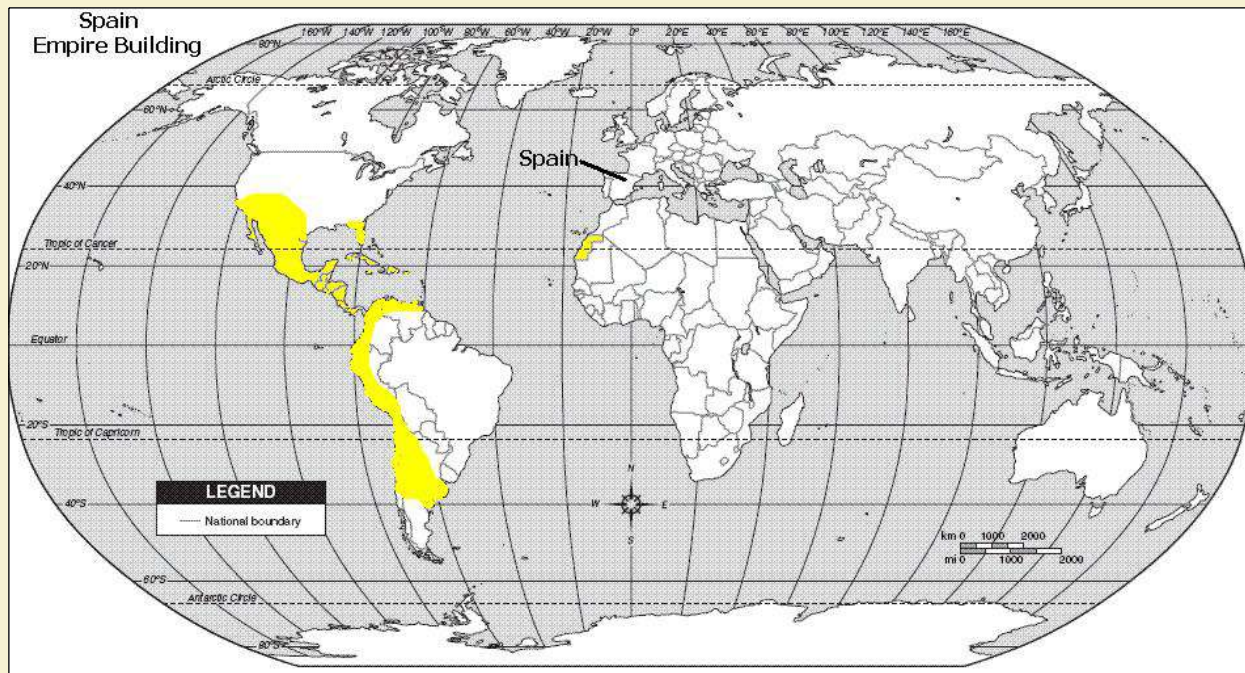 Spain
Empire Building
160°W 140°W 120°W 100°W 80°W 60°W 40°W 20°W 0° 20°E 40°E 60°E 80°E 100°E 120°E 140°E 160°E
80°N
Arctic Circle
60°N
Spain
40°N
Tropic of Cancer
20°N
Equator
20°S
Tropic of Capricorn
LEGEND
National boundary
N
W E
S
40°S
km 0 1000 2000
mi 0 1000 2000
60°S
Antarctic Circle
80°S